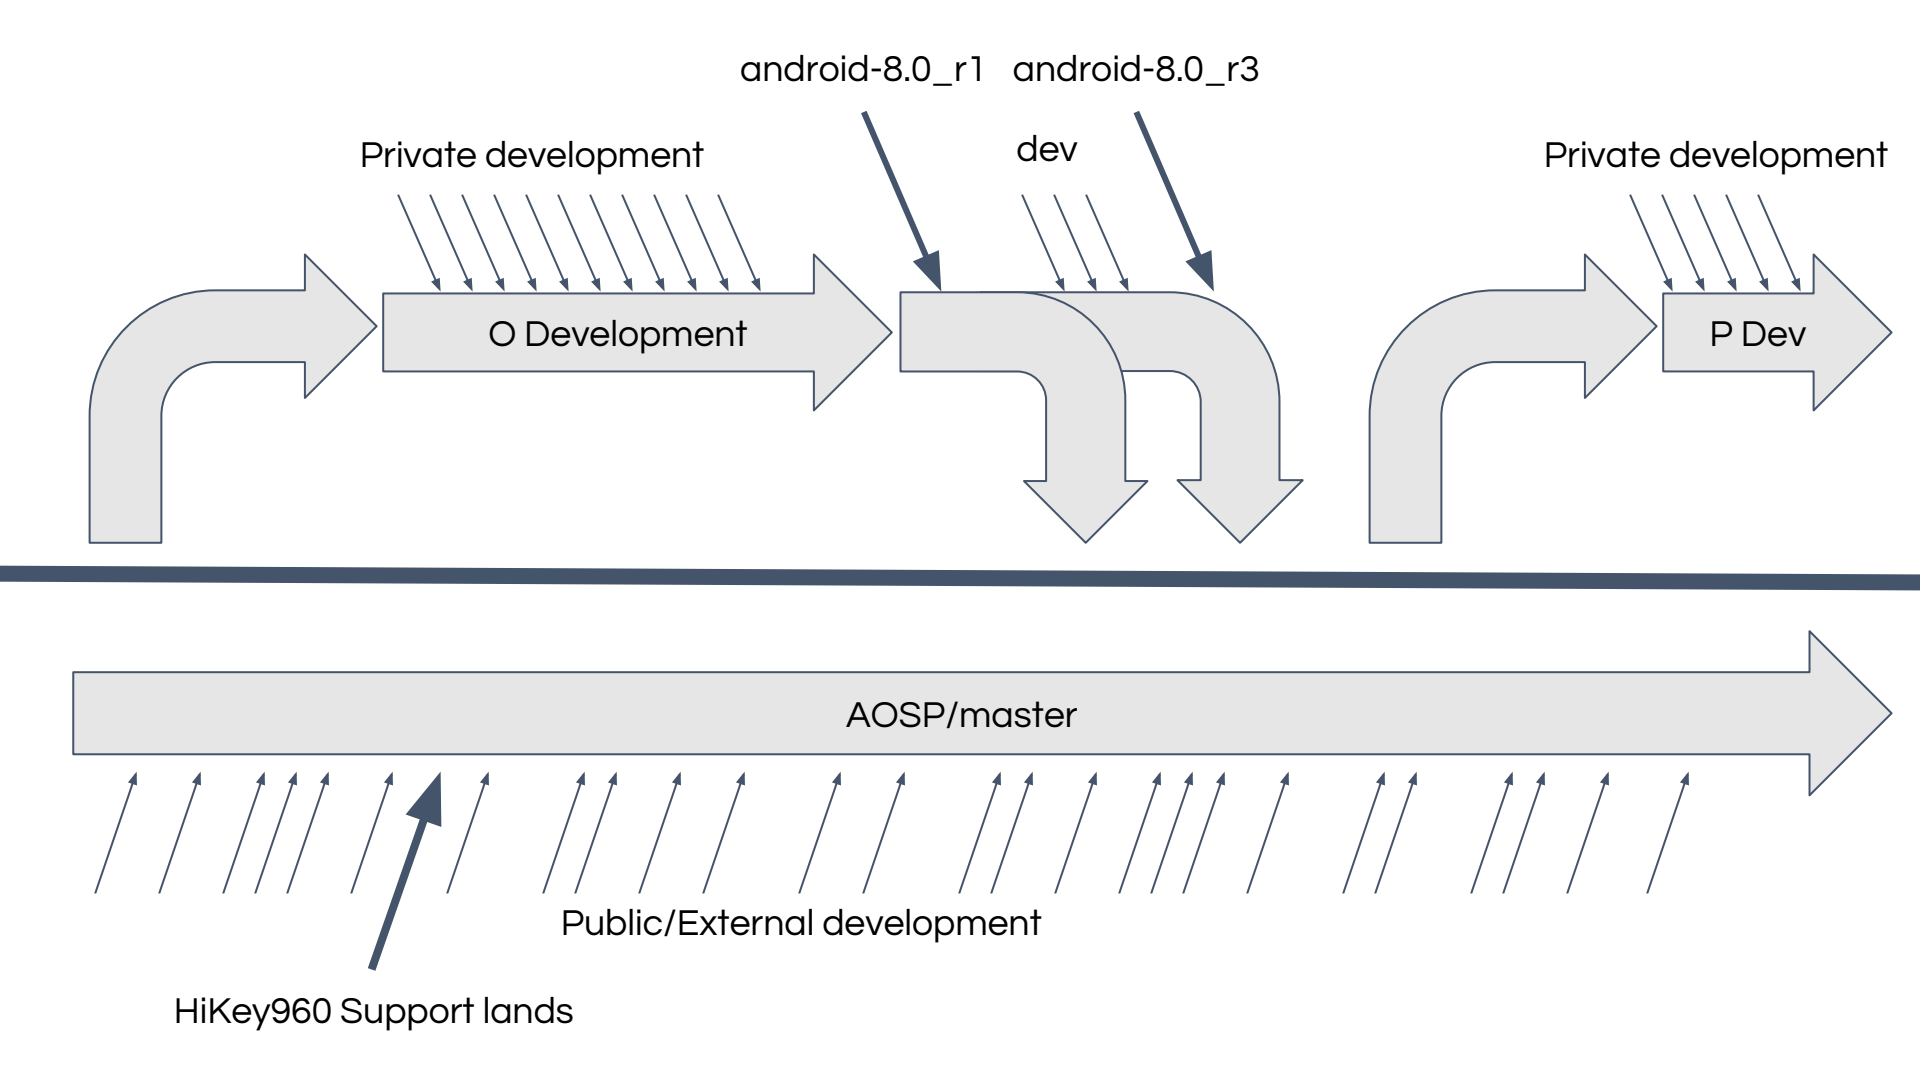 android-8.0_r1
android-8.0_r3
Private development
dev
Private development
O Development
P Dev
AOSP/master
Public/External development
HiKey960 Support lands